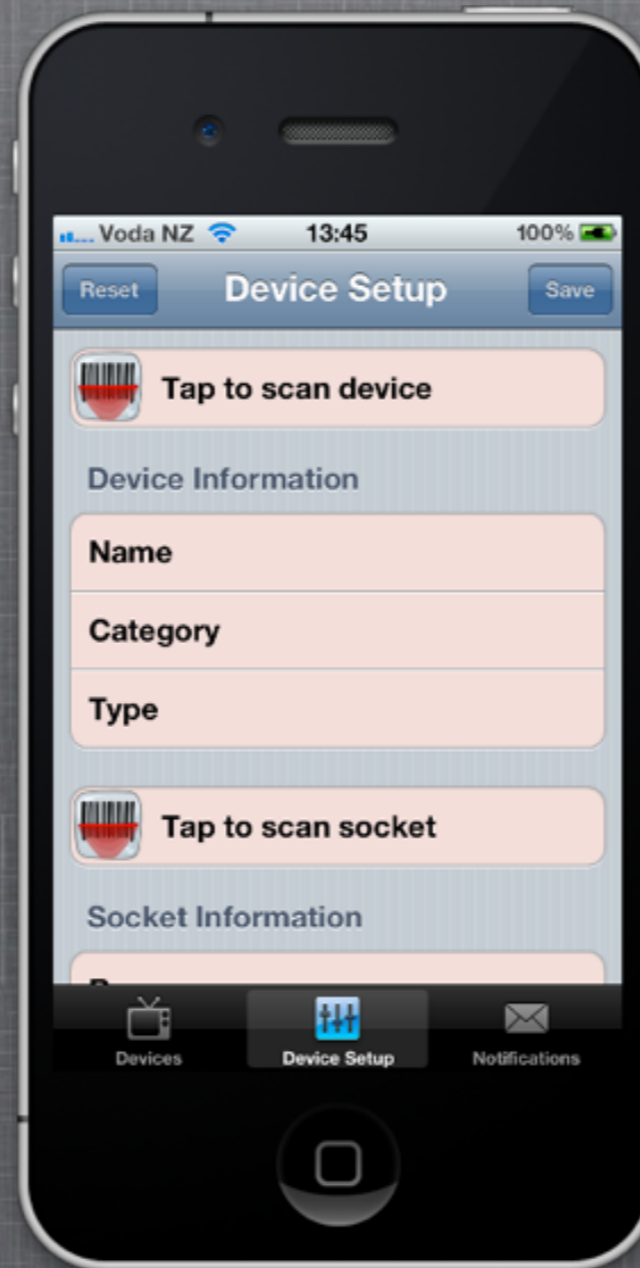 Voda NZ 13:45 100%
Reset Device Setup Save
Tap to scan device
Device Information
Name
Category
Type
Tap to scan socket
Socket Information
Devices Device Setup Notifications